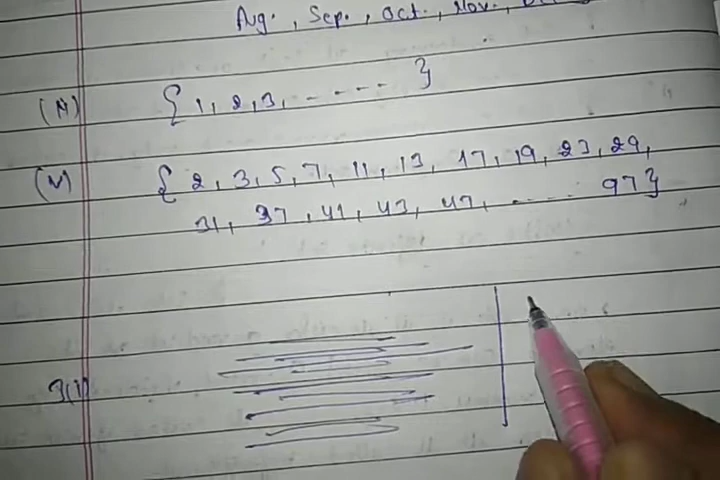 Aug., Sep., Oct., Nov.,
{1, 2, 3, ..... }
(V) {2, 3, 5, 7, 11, 13, 17, 19, 23, 29,
31, 37, 41, 43, 47, ..... 97}